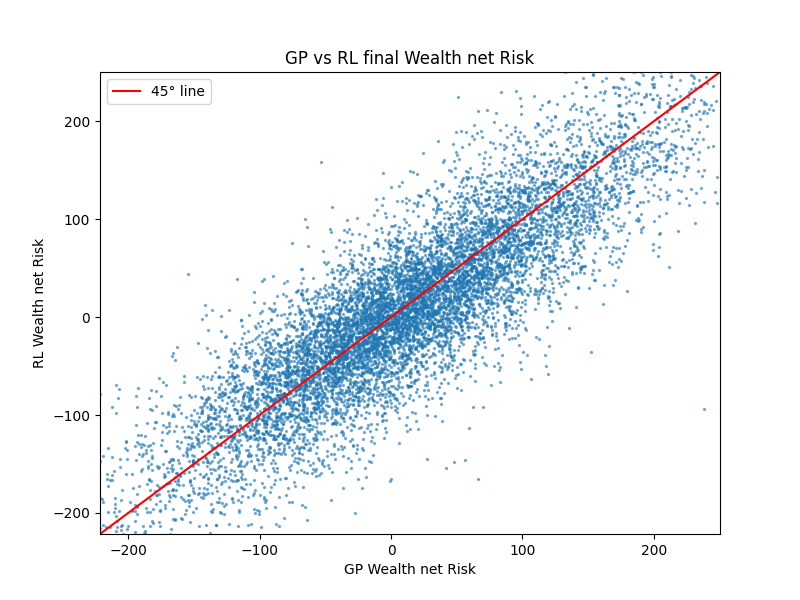 GP vs RL final Wealth net Risk
45° line
RL Wealth net Risk
200
100
0
−100
−200
−200
−100
0
100
200
GP Wealth net Risk